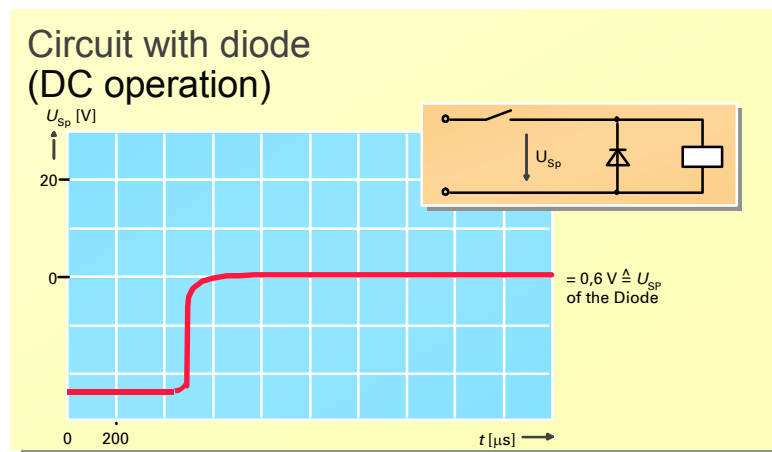 Circuit with diode
(DC operation)
U_Sp [V]
U_Sp
20
0
= 0,6 V ≙ U_SP
of the Diode
0 200 t [µs]